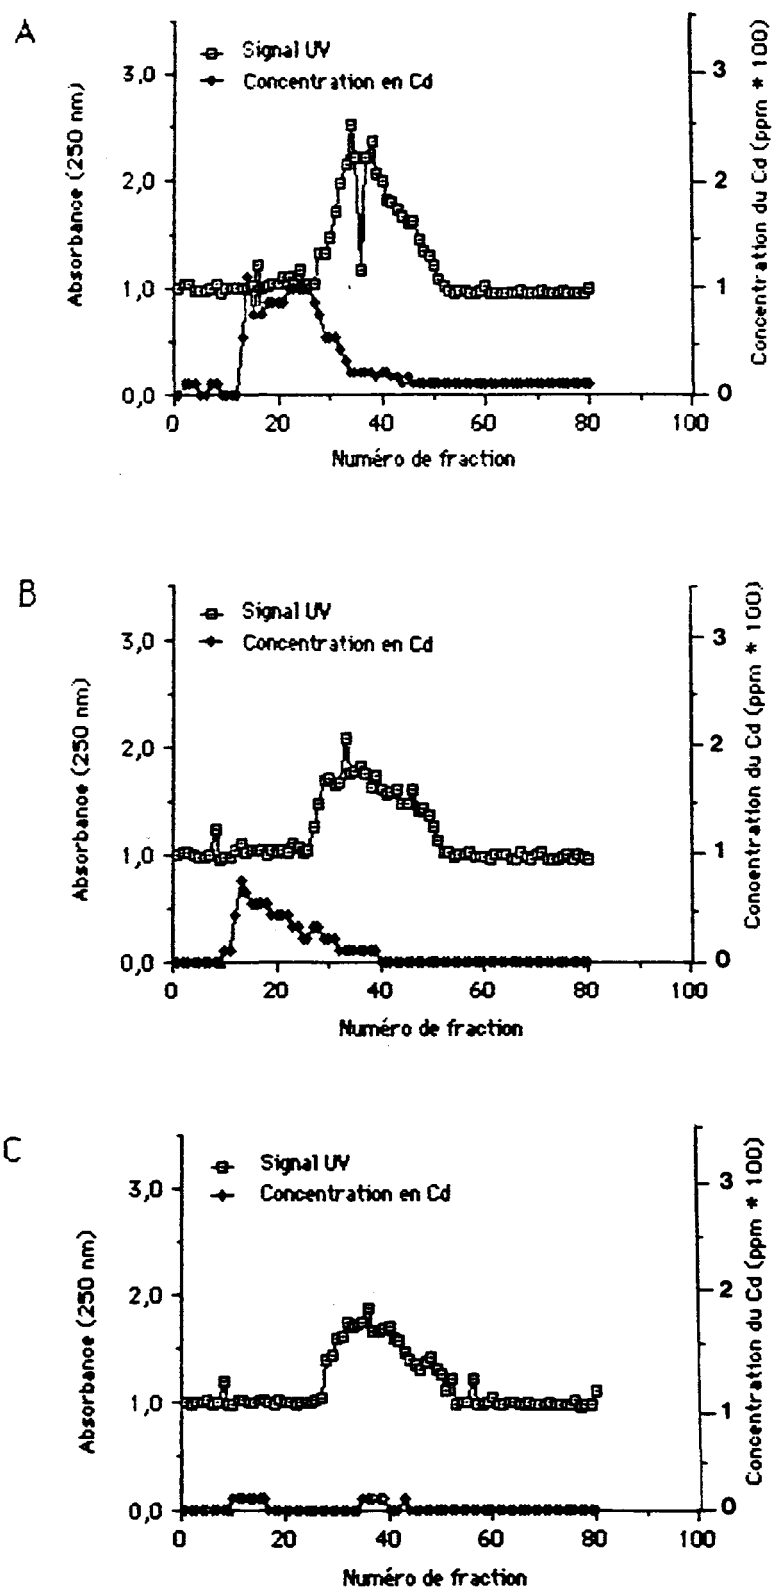 A
Signal UV
Concentration en Cd
Absorbance (250 nm)
3,0
2,0
1,0
0,0
3
2
1
0
Concentration du Cd (ppm * 100)
0
20
40
60
80
100
Numéro de fraction
B
Signal UV
Concentration en Cd
Absorbance (250 nm)
3,0
2,0
1,0
0,0
3
2
1
0
Concentration du Cd (ppm * 100)
0
20
40
60
80
100
Numéro de fraction
C
Signal UV
Concentration en Cd
Absorbance (250 nm)
3,0
2,0
1,0
0,0
3
2
1
0
Concentration du Cd (ppm * 100)
0
20
40
60
80
100
Numéro de fraction